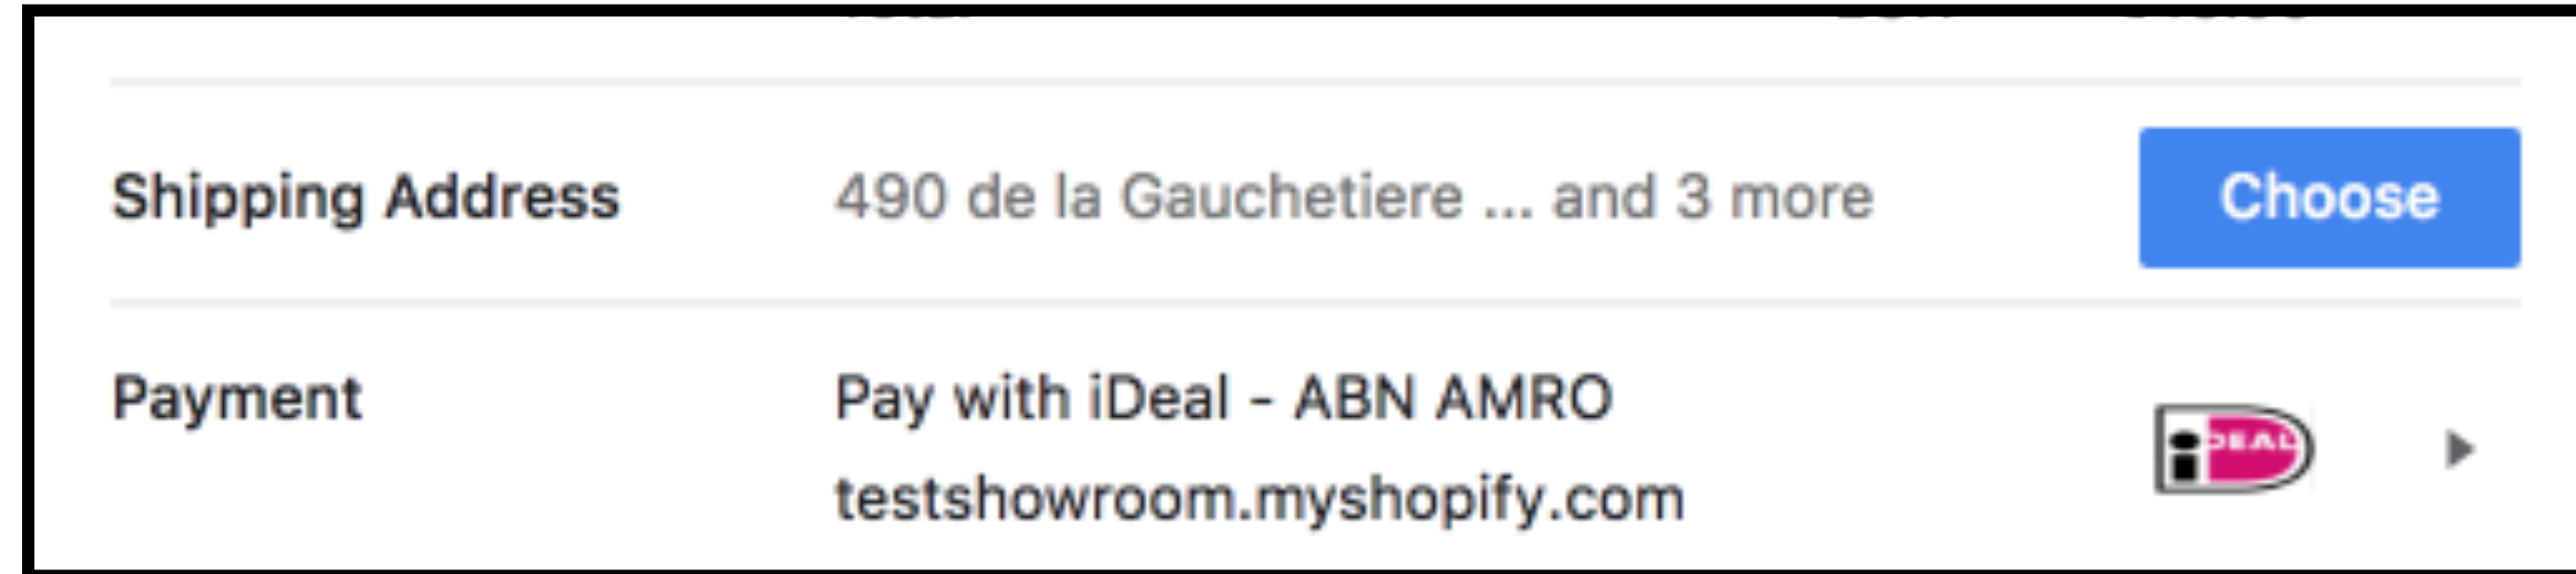 Shipping Address 490 de la Gauchetiere ... and 3 more Choose
Payment Pay with iDeal - ABN AMRO
testshowroom.myshopify.com
iDEAL